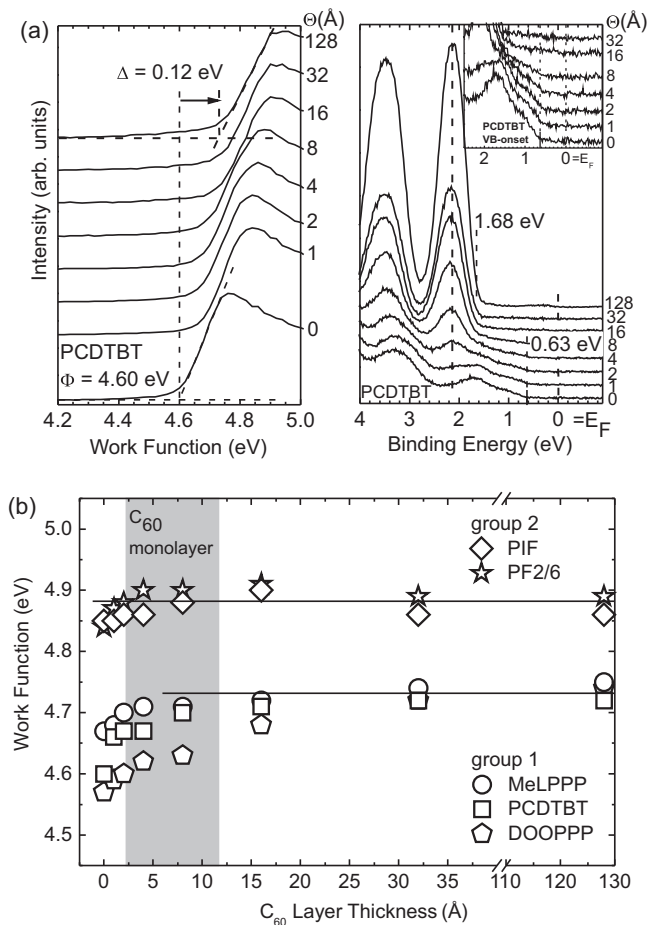 (a)
Θ(Å)
128
32
16
8
4
2
1
0
Δ = 0.12 eV
PCDTBT
Φ = 4.60 eV
Intensity (arb. units)
4.2 4.4 4.6 4.8 5.0
Work Function (eV)
Θ(Å)
32
16
8
4
2
1
0
PCDTBT
VB-onset
2 1 0 =E_F
1.68 eV
128
32
16
8
4
2
1
0
0.63 eV
PCDTBT
4 3 2 1 0 =E_F
Binding Energy (eV)
(b)
C₆₀
monolayer
group 2
PIF
PF2/6
group 1
MeLPPP
PCDTBT
DOOPPP
5.0
4.9
4.8
4.7
4.6
4.5
Work Function (eV)
0 5 10 15 20 25 30 35 40 110 120 130
C₆₀ Layer Thickness (Å)